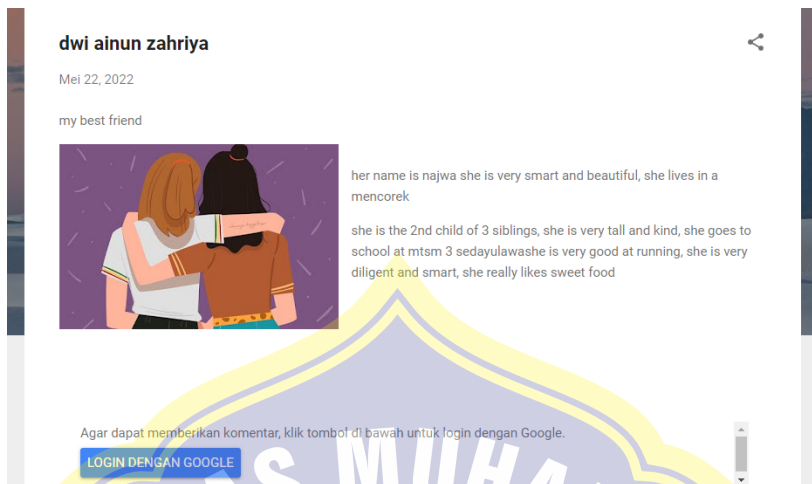 dwi ainun zahriya
Mei 22, 2022
my best friend
her name is najwa she is very smart and beautiful, she lives in a
mencorek
she is the 2nd child of 3 siblings, she is very tall and kind, she goes to
school at mtsm 3 sedayulawashe is very good at running, she is very
diligent and smart, she really likes sweet food
Agar dapat memberikan komentar, klik tombol di bawah untuk login dengan Google.
LOGIN DENGAN GOOGLE
S MUHA